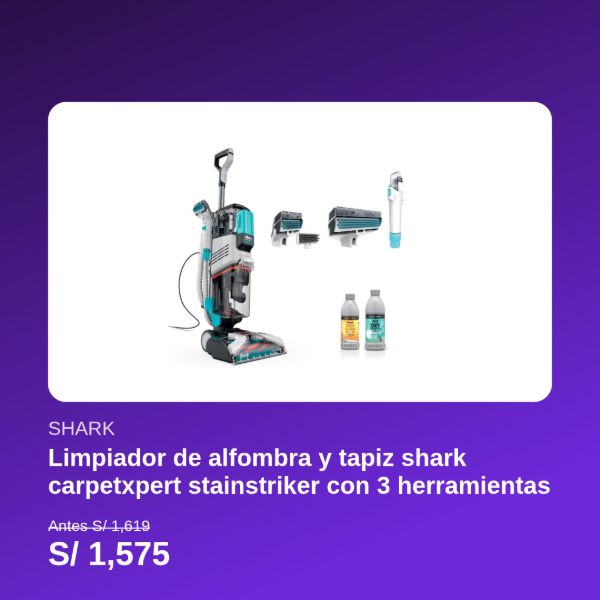 SHARK
Limpiador de alfombra y tapiz shark
carpetxpert stainstriker con 3 herramientas
Antes S/ 1,619
S/ 1,575